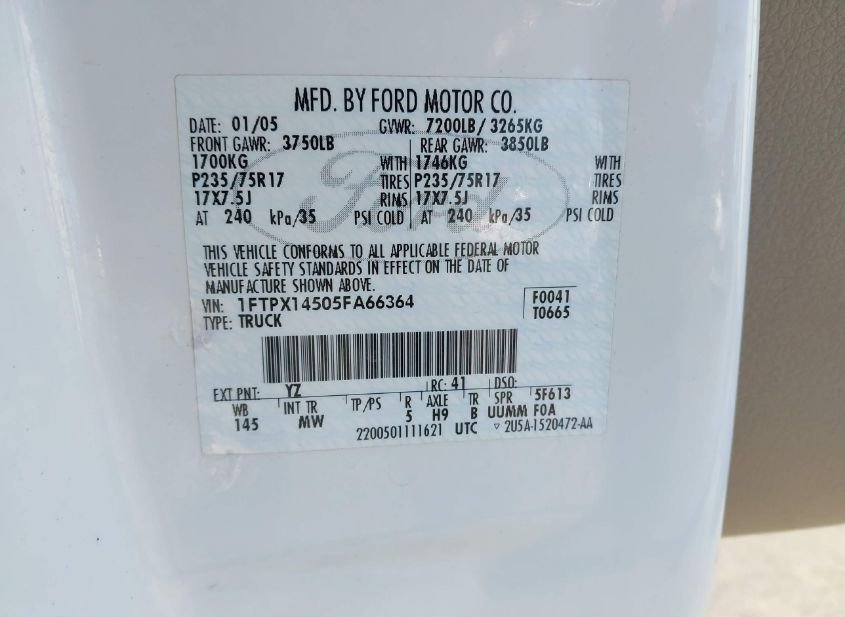 MFD. BY FORD MOTOR CO.
DATE: 01/05 GVWR: 7200LB/ 3265KG
FRONT GAWR: 3750LB REAR GAWR: 3850LB
1700KG WITH 1746KG WITH
P235/75R17 TIRES P235/75R17 TIRES
17X7.5J RIMS 17X7.5J RIMS
AT 240 kPa/35 PSI COLD AT 240 kPa/35 PSI COLD
Ford
THIS VEHICLE CONFORMS TO ALL APPLICABLE FEDERAL MOTOR
VEHICLE SAFETY STANDARDS IN EFFECT ON THE DATE OF
MANUFACTURE SHOWN ABOVE.
VIN: 1FTPX14505FA66364 F0041
TYPE: TRUCK T0665
EXT PNT: YZ RC: 41 DSO:
WB INT TR TP/PS R AXLE TR SPR 5F613
145 MW 5 H9 B UUMM F0A
2200501111621 UTC ▽ 2U5A-1520472-AA